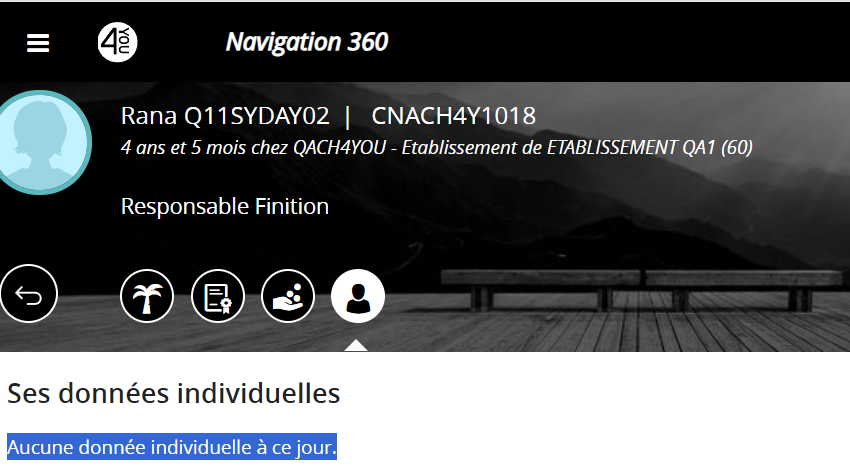 4YOU
Navigation 360
Rana Q11SYDAY02 | CNACH4Y1018
4 ans et 5 mois chez QACH4YOU - Etablissement de ETABLISSEMENT QA1 (60)
Responsable Finition
Ses données individuelles
Aucune donnée individuelle à ce jour.